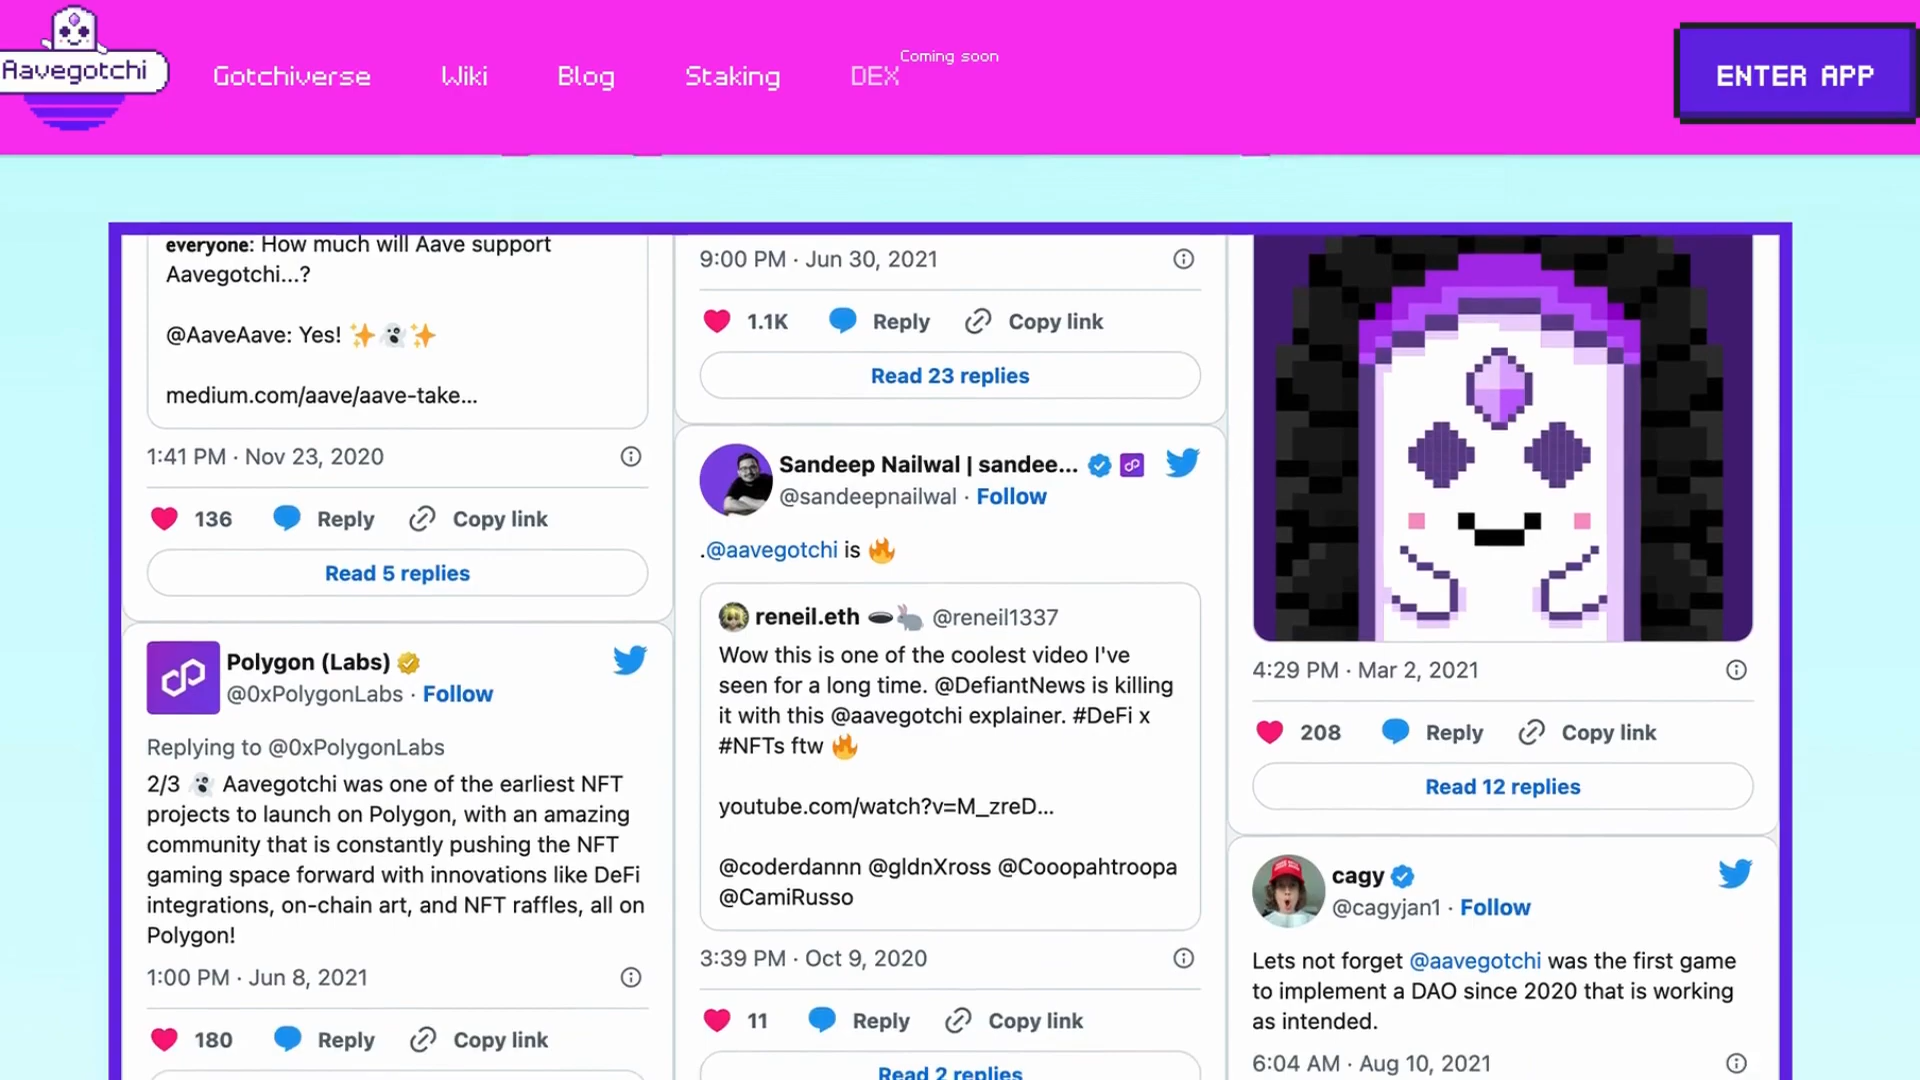 Aavegotchi
Gotchiverse
Wiki
Blog
Staking
DEX
Coming soon
ENTER APP
everyone: How much will Aave support
Aavegotchi...?
@AaveAave: Yes! ✨👻✨
medium.com/aave/aave-take...
1:41 PM · Nov 23, 2020
136
Reply
Copy link
Read 5 replies
Polygon (Labs)
@0xPolygonLabs · Follow
Replying to @0xPolygonLabs
2/3 👻 Aavegotchi was one of the earliest NFT
projects to launch on Polygon, with an amazing
community that is constantly pushing the NFT
gaming space forward with innovations like DeFi
integrations, on-chain art, and NFT raffles, all on
Polygon!
1:00 PM · Jun 8, 2021
180
Reply
Copy link
9:00 PM · Jun 30, 2021
1.1K
Reply
Copy link
Read 23 replies
Sandeep Nailwal | sandee...
@sandeepnailwal · Follow
.@aavegotchi is 🔥
reneil.eth 🕳️🐇 @reneil1337
Wow this is one of the coolest video I've
seen for a long time. @DefiantNews is killing
it with this @aavegotchi explainer. #DeFi x
#NFTs ftw 🔥
youtube.com/watch?v=M_zreD...
@coderdannn @gldnXross @Cooopahtroopa
@CamiRusso
3:39 PM · Oct 9, 2020
11
Reply
Copy link
Read 2 replies
4:29 PM · Mar 2, 2021
208
Reply
Copy link
Read 12 replies
cagy
@cagyjan1 · Follow
Lets not forget @aavegotchi was the first game
to implement a DAO since 2020 that is working
as intended.
6:04 AM · Aug 10, 2021